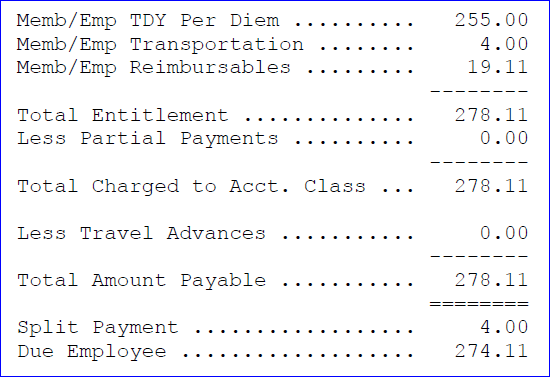 Memb/Emp TDY Per Diem .......... 255.00
Memb/Emp Transportation ........ 4.00
Memb/Emp Reimbursables ......... 19.11
--------
Total Entitlement .............. 278.11
Less Partial Payments .......... 0.00
--------
Total Charged to Acct. Class ... 278.11
Less Travel Advances ........... 0.00
--------
Total Amount Payable ........... 278.11
========
Split Payment .................. 4.00
Due Employee ................... 274.11